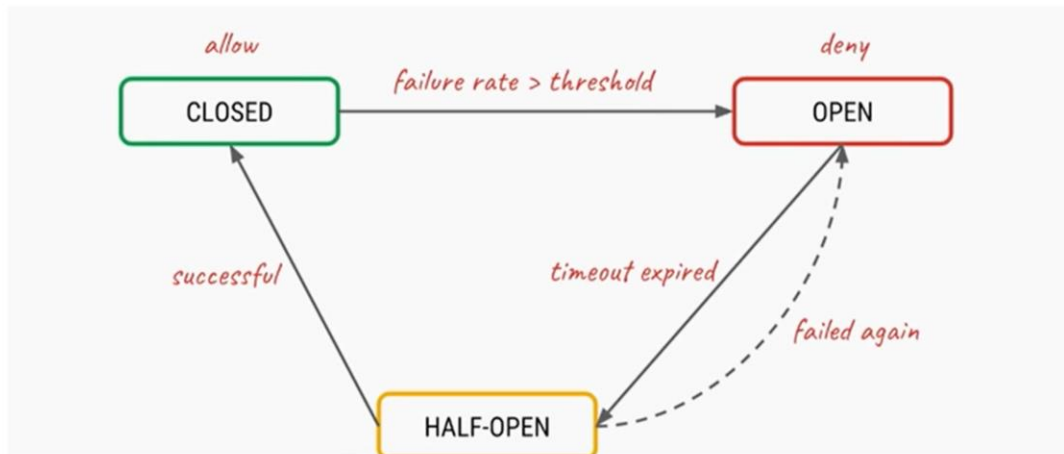 allow
deny
failure rate > threshold
CLOSED
OPEN
successful
timeout expired
failed again
HALF-OPEN